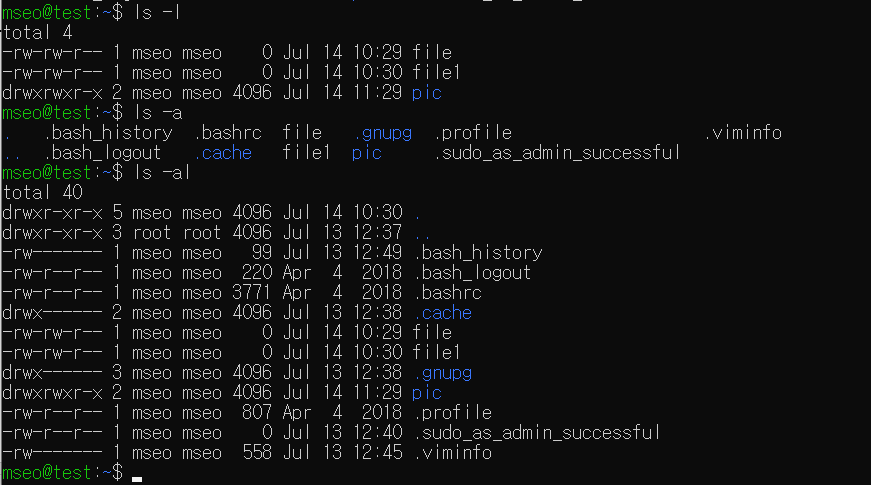 mseo@test:~$ ls -l
total 4
-rw-rw-r-- 1 mseo mseo    0 Jul 14 10:29 file
-rw-rw-r-- 1 mseo mseo    0 Jul 14 10:30 file1
drwxrwxr-x 2 mseo mseo 4096 Jul 14 11:29 pic
mseo@test:~$ ls -a
.   .bash_history  .bashrc  file   .gnupg  .profile                   .viminfo
..  .bash_logout   .cache   file1  pic     .sudo_as_admin_successful
mseo@test:~$ ls -al
total 40
drwxr-xr-x 5 mseo mseo 4096 Jul 14 10:30 .
drwxr-xr-x 3 root root 4096 Jul 13 12:37 ..
-rw------- 1 mseo mseo   99 Jul 13 12:49 .bash_history
-rw-r--r-- 1 mseo mseo  220 Apr  4  2018 .bash_logout
-rw-r--r-- 1 mseo mseo 3771 Apr  4  2018 .bashrc
drwx------ 2 mseo mseo 4096 Jul 13 12:38 .cache
-rw-rw-r-- 1 mseo mseo    0 Jul 14 10:29 file
-rw-rw-r-- 1 mseo mseo    0 Jul 14 10:30 file1
drwx------ 3 mseo mseo 4096 Jul 13 12:38 .gnupg
drwxrwxr-x 2 mseo mseo 4096 Jul 14 11:29 pic
-rw-r--r-- 1 mseo mseo  807 Apr  4  2018 .profile
-rw-r--r-- 1 mseo mseo    0 Jul 13 12:40 .sudo_as_admin_successful
-rw------- 1 mseo mseo  558 Jul 13 12:45 .viminfo
mseo@test:~$